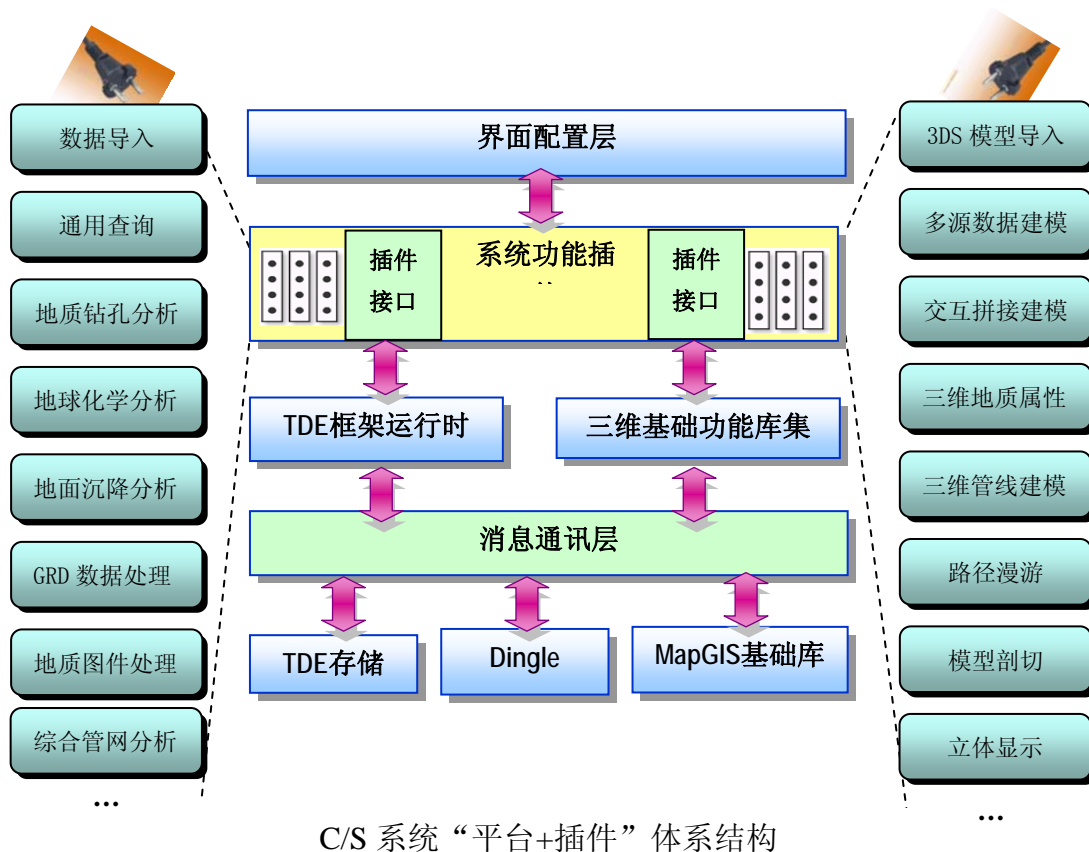 数据导入
通用查询
地质钻孔分析
地球化学分析
地面沉降分析
GRD 数据处理
地质图件处理
综合管网分析
...
界面配置层
系统功能插
插件
接口
插件
接口
TDE框架运行时
三维基础功能库集
消息通讯层
TDE存储
Dingle
MapGIS基础库
3DS 模型导入
多源数据建模
交互拼接建模
三维地质属性
三维管线建模
路径漫游
模型剖切
立体显示
...
C/S 系统“平台+插件”体系结构